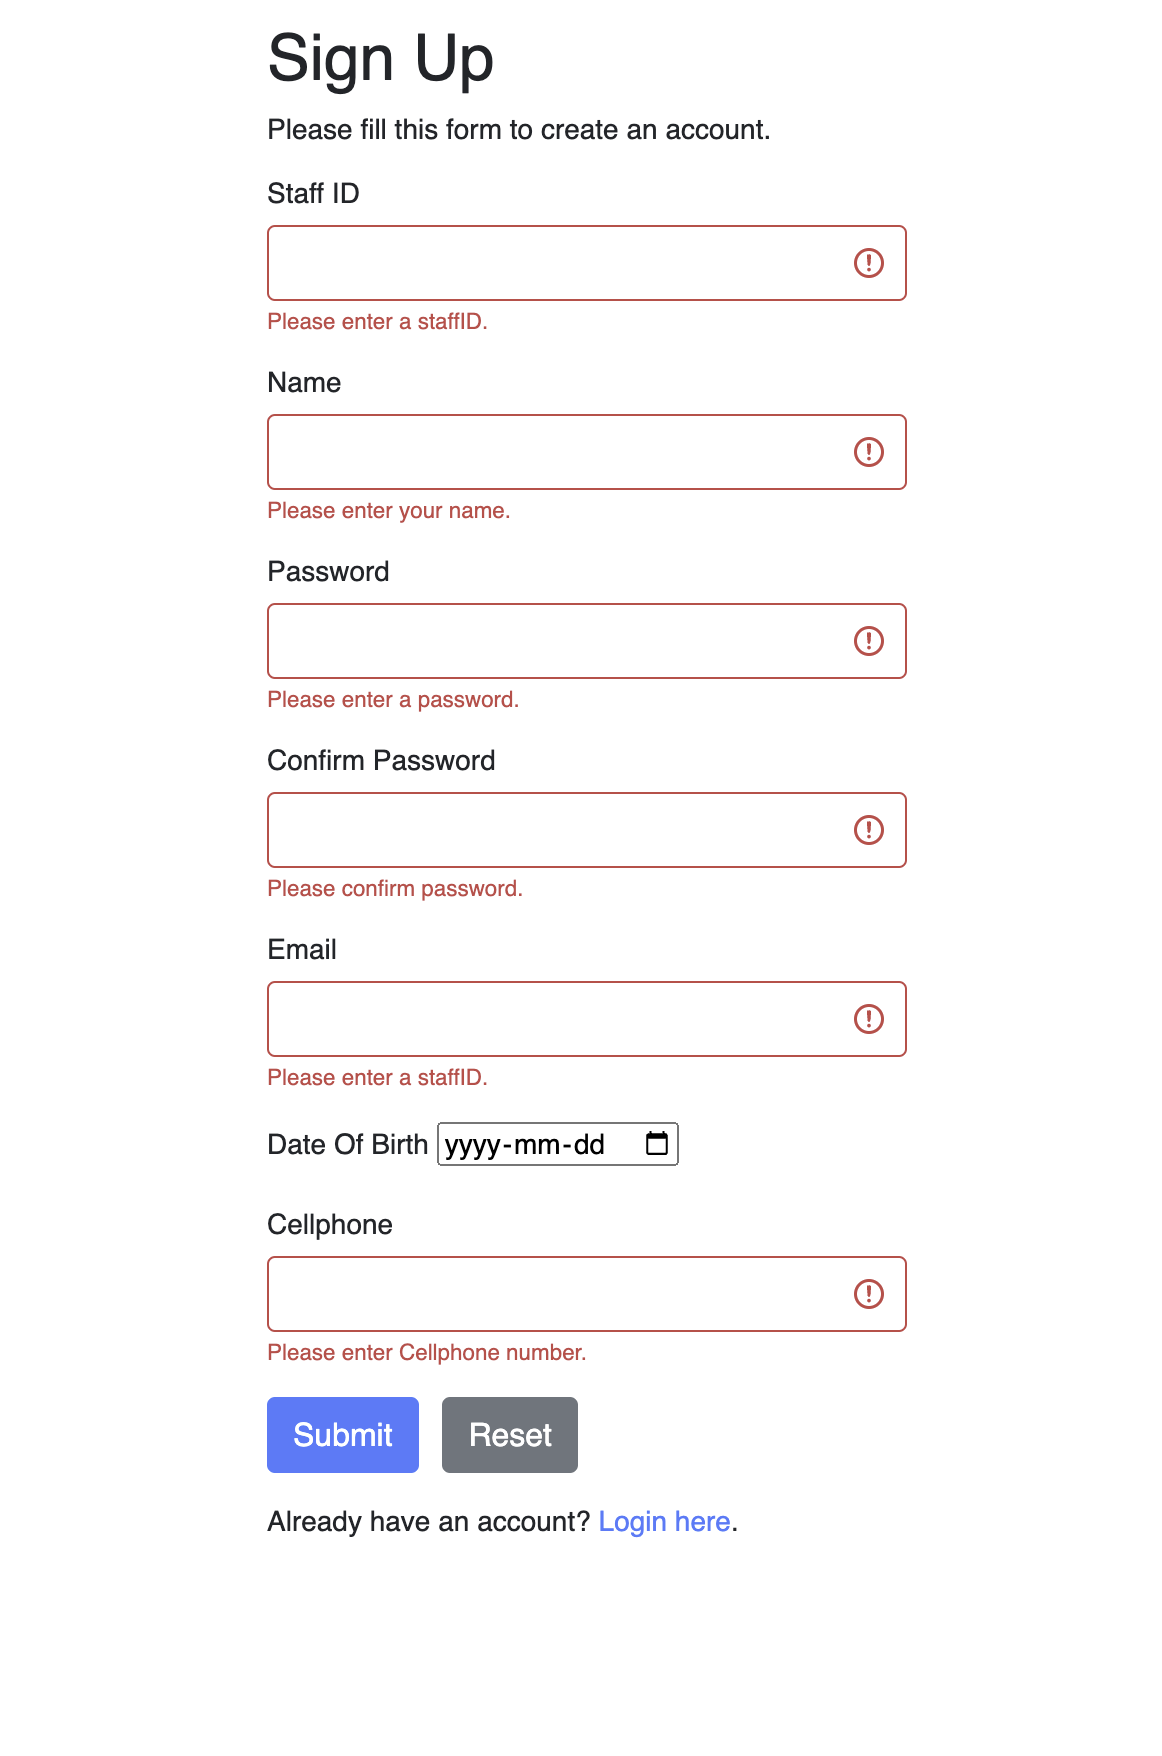 Sign Up
Please fill this form to create an account.
Staff ID
Please enter a staffID.
Name
Please enter your name.
Password
Please enter a password.
Confirm Password
Please confirm password.
Email
Please enter a staffID.
Date Of Birth yyyy-mm-dd
Cellphone
Please enter Cellphone number.
Submit Reset
Already have an account? Login here.